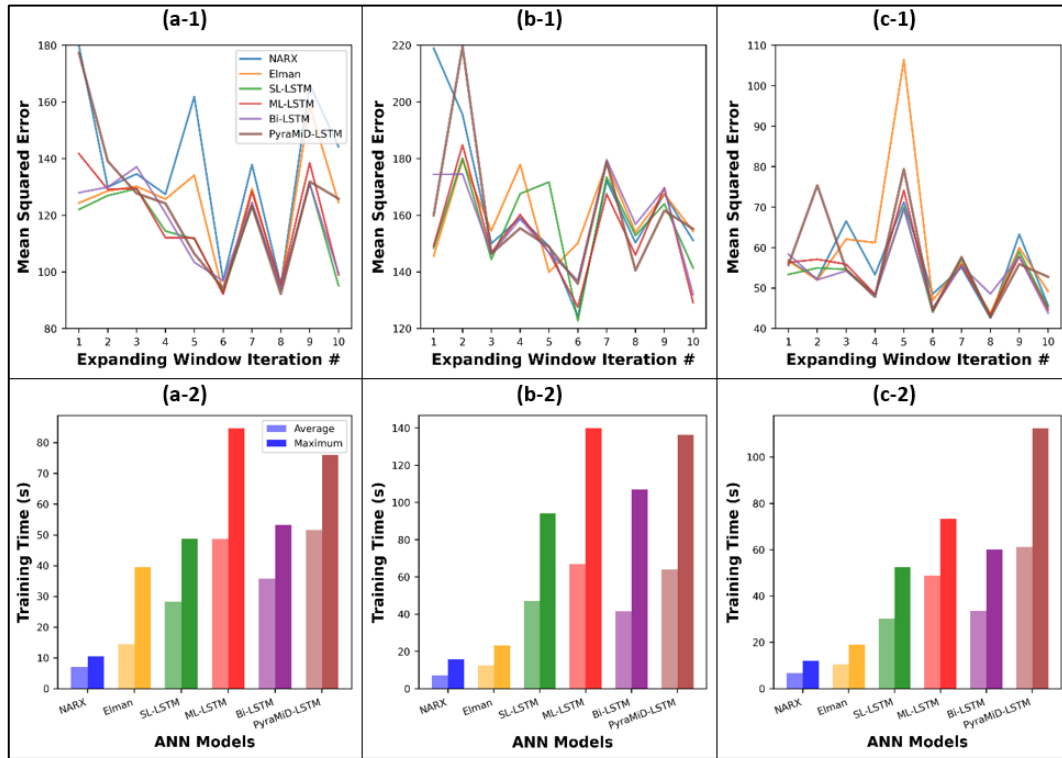 (a-1)
(b-1)
(c-1)
Mean Squared Error
180
160
140
120
100
80
NARX
Elman
SL-LSTM
ML-LSTM
Bi-LSTM
PyraMiD-LSTM
1 2 3 4 5 6 7 8 9 10
Expanding Window Iteration #
Mean Squared Error
220
200
180
160
140
120
1 2 3 4 5 6 7 8 9 10
Expanding Window Iteration #
Mean Squared Error
110
100
90
80
70
60
50
40
1 2 3 4 5 6 7 8 9 10
Expanding Window Iteration #
(a-2)
(b-2)
(c-2)
Training Time (s)
80
70
60
50
40
30
20
10
0
Average
Maximum
NARX Elman SL-LSTM ML-LSTM Bi-LSTM PyraMiD-LSTM
ANN Models
Training Time (s)
140
120
100
80
60
40
20
0
NARX Elman SL-LSTM ML-LSTM Bi-LSTM PyraMiD-LSTM
ANN Models
Training Time (s)
100
80
60
40
20
0
NARX Elman SL-LSTM ML-LSTM Bi-LSTM PyraMiD-LSTM
ANN Models